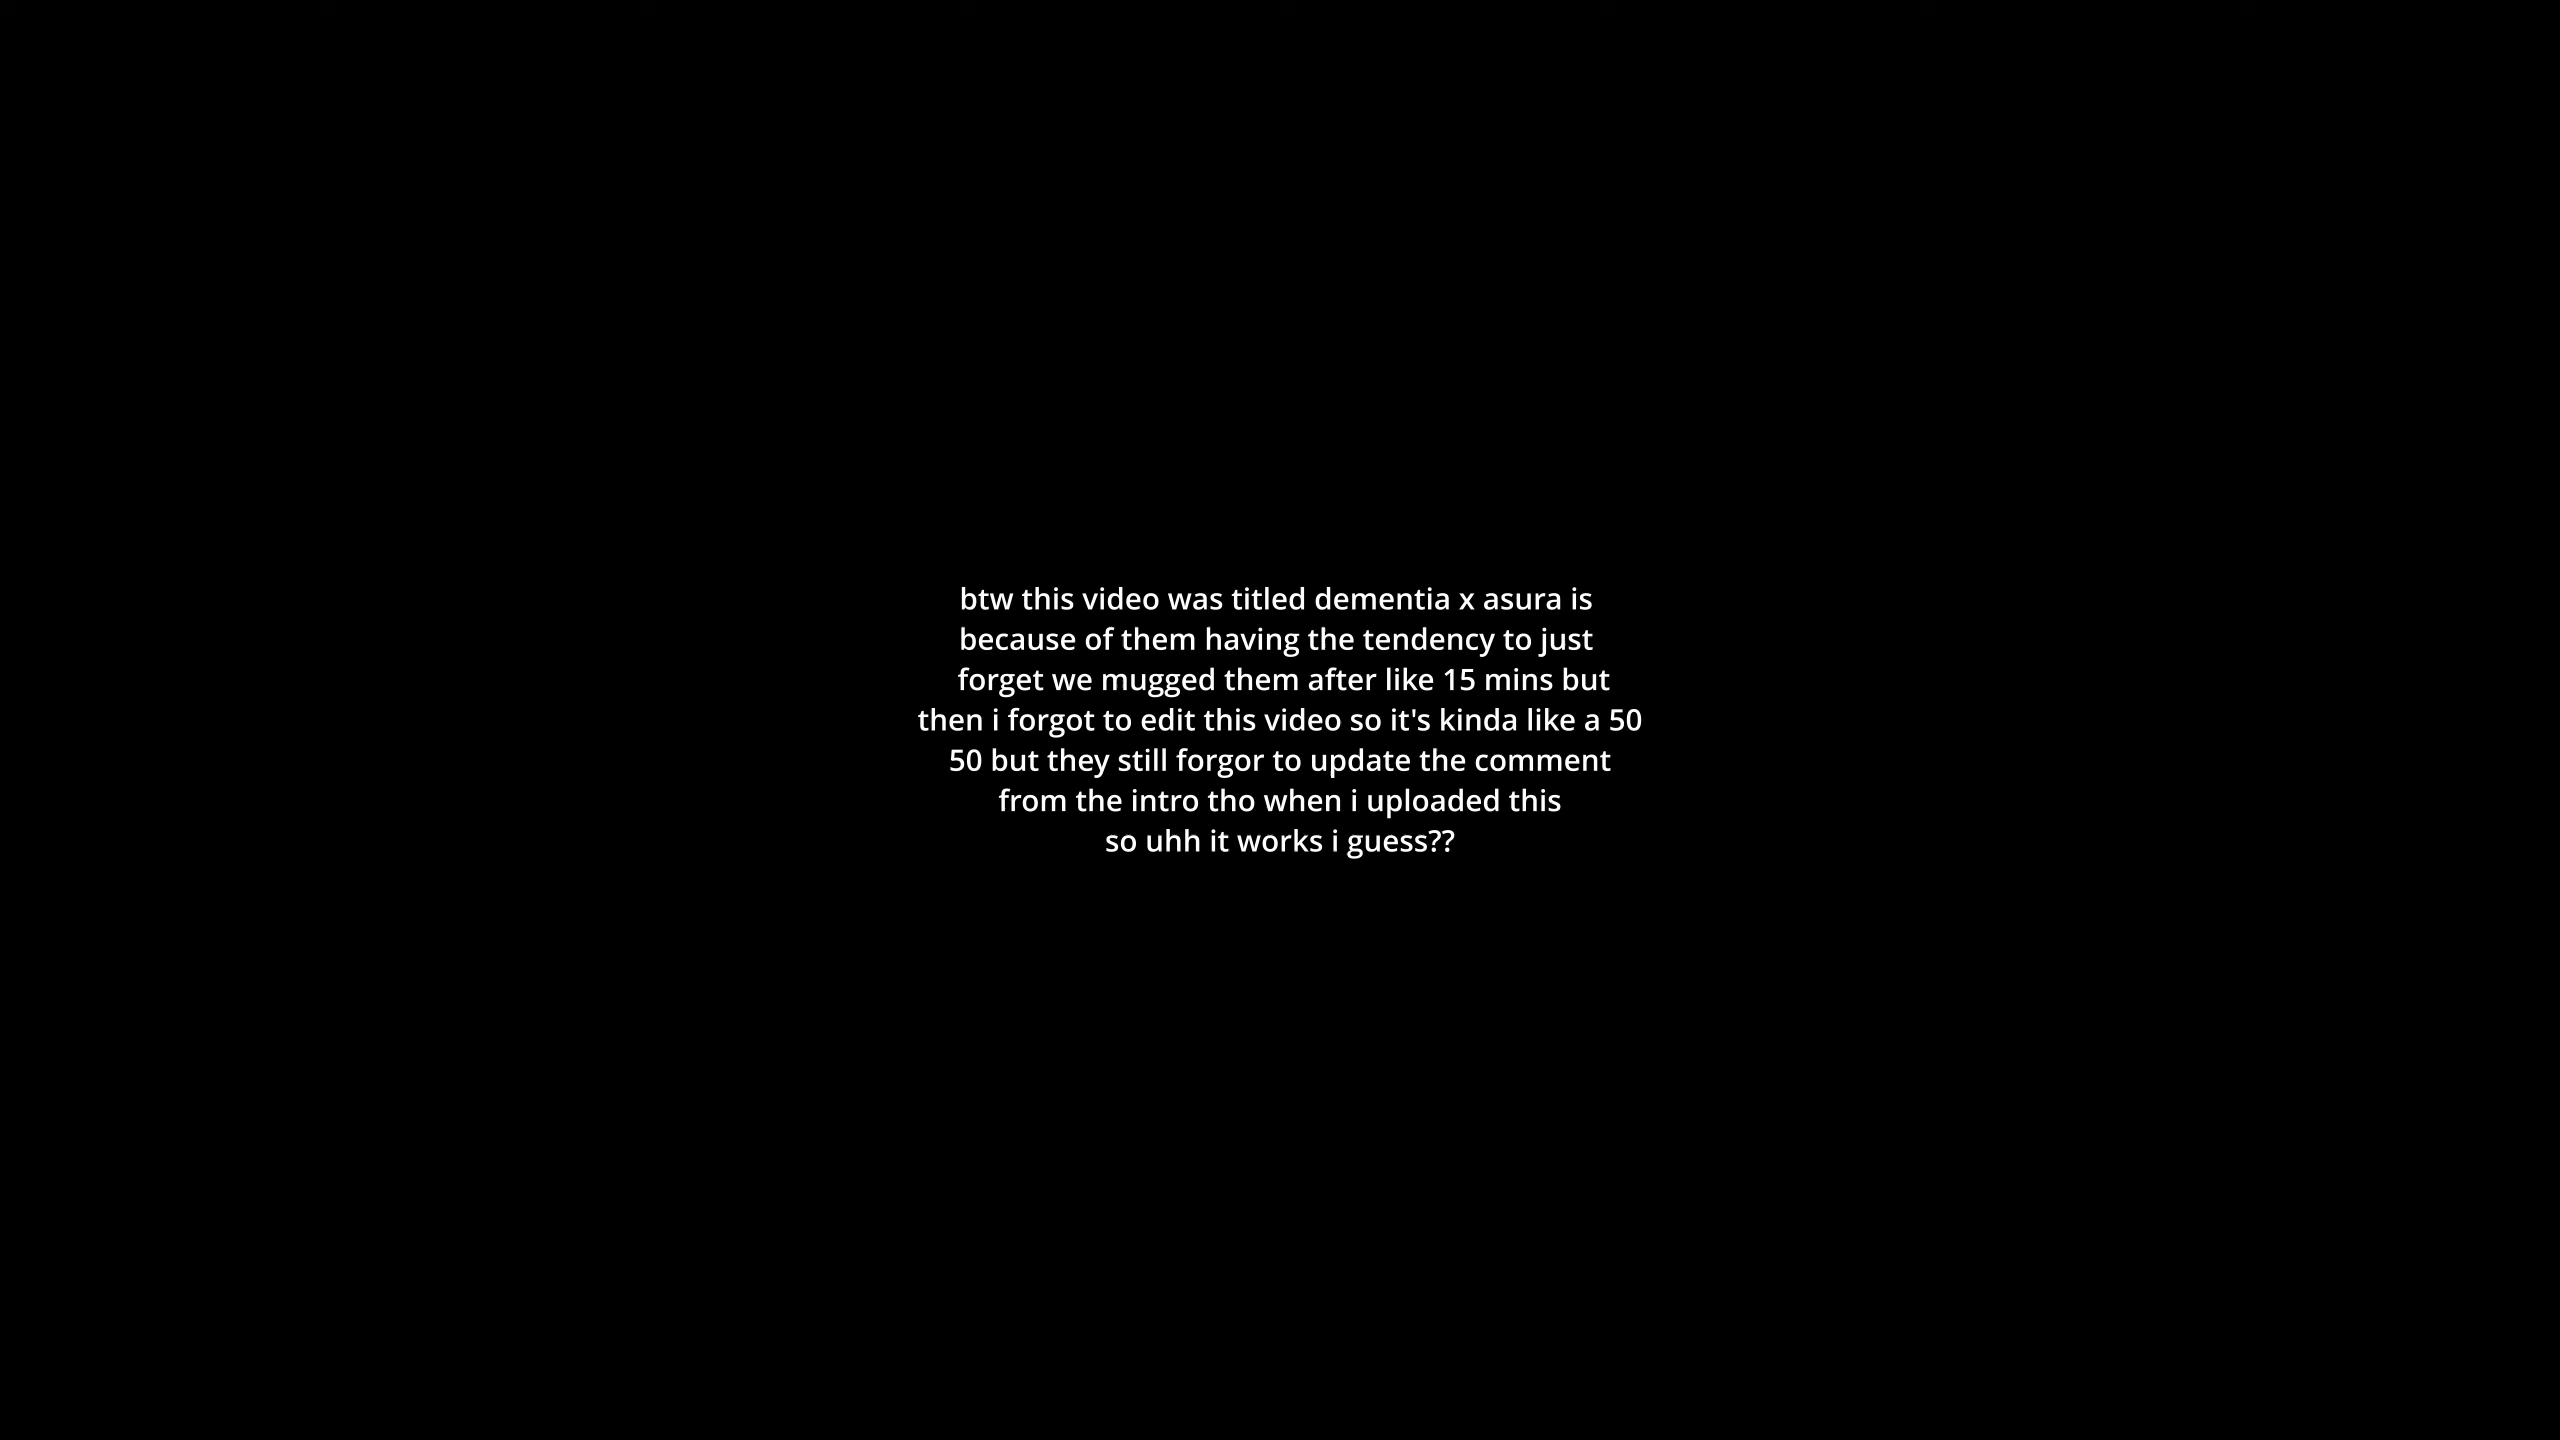 btw this video was titled dementia x asura is
because of them having the tendency to just
forget we mugged them after like 15 mins but
then i forgot to edit this video so it's kinda like a 50
50 but they still forgor to update the comment
from the intro tho when i uploaded this
so uhh it works i guess??